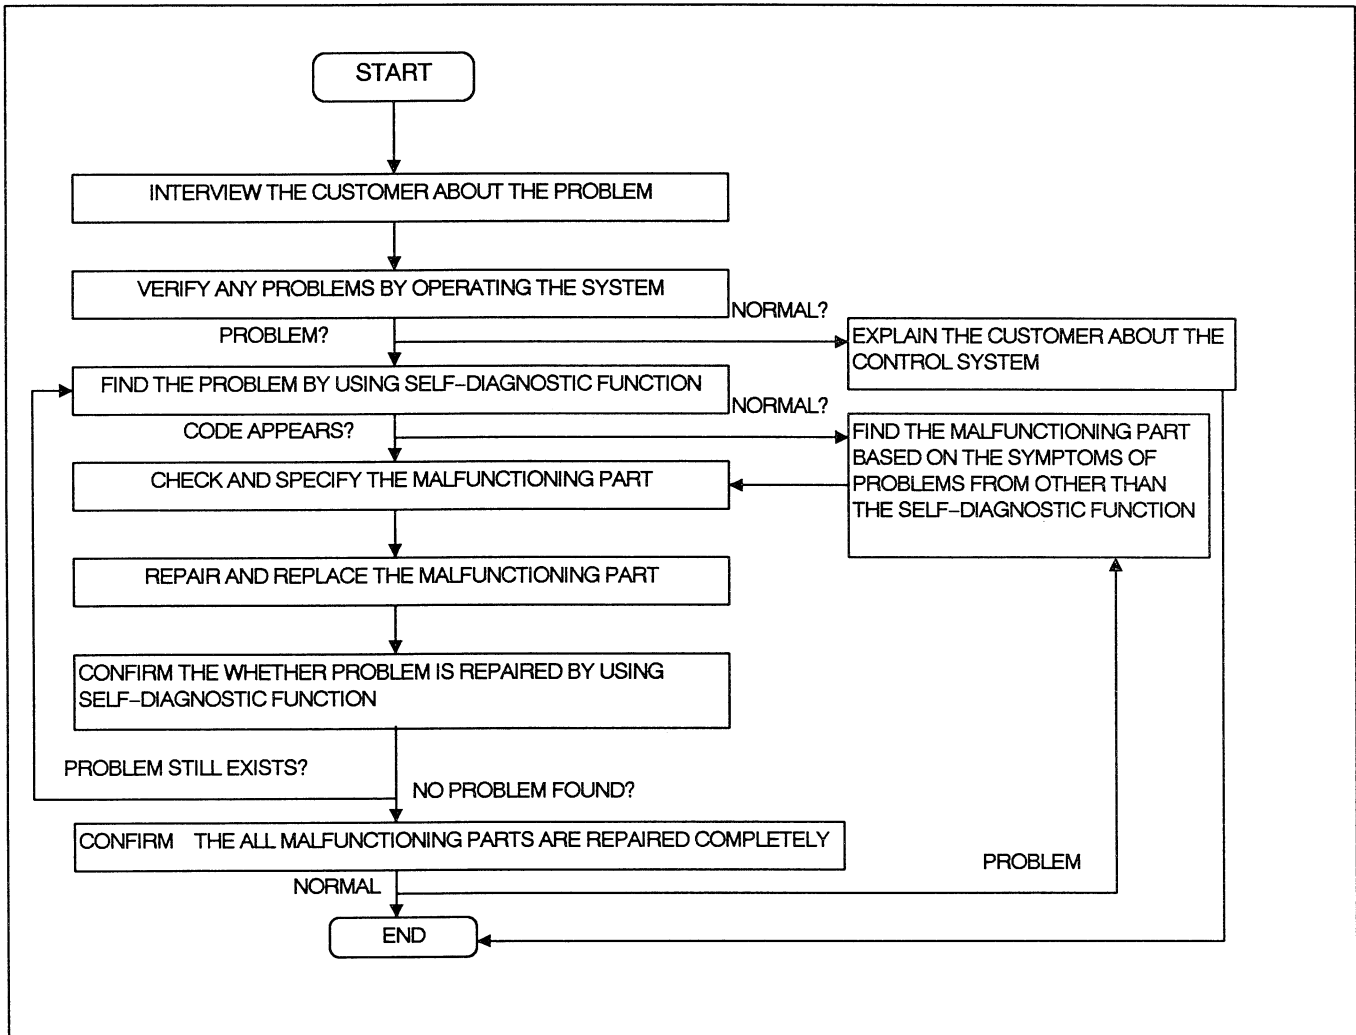 START
INTERVIEW THE CUSTOMER ABOUT THE PROBLEM
VERIFY ANY PROBLEMS BY OPERATING THE SYSTEM
NORMAL?
PROBLEM?
EXPLAIN THE CUSTOMER ABOUT THE
CONTROL SYSTEM
FIND THE PROBLEM BY USING SELF–DIAGNOSTIC FUNCTION
NORMAL?
CODE APPEARS?
FIND THE MALFUNCTIONING PART
BASED ON THE SYMPTOMS OF
PROBLEMS FROM OTHER THAN
THE SELF–DIAGNOSTIC FUNCTION
CHECK AND SPECIFY THE MALFUNCTIONING PART
REPAIR AND REPLACE THE MALFUNCTIONING PART
CONFIRM THE WHETHER PROBLEM IS REPAIRED BY USING
SELF–DIAGNOSTIC FUNCTION
PROBLEM STILL EXISTS?
NO PROBLEM FOUND?
CONFIRM THE ALL MALFUNCTIONING PARTS ARE REPAIRED COMPLETELY
PROBLEM
NORMAL
END